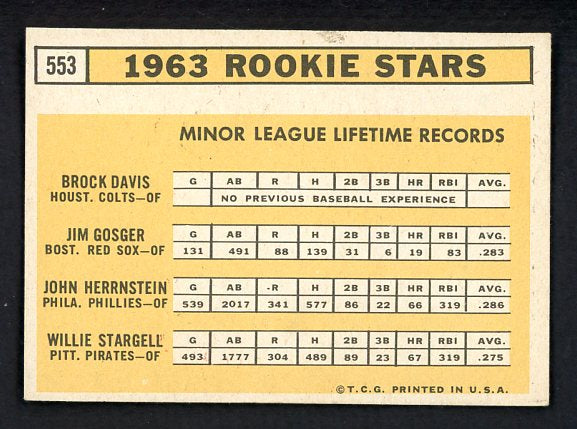 553 1963 ROOKIE STARS
MINOR LEAGUE LIFETIME RECORDS
BROCK DAVIS G AB R H 2B 3B HR RBI AVG.
HOUST. COLTS—OF NO PREVIOUS BASEBALL EXPERIENCE
JIM GOSGER G AB R H 2B 3B HR RBI AVG.
BOST. RED SOX—OF 131 491 88 139 31 6 19 83 .283
JOHN HERRNSTEIN G AB R H 2B 3B HR RBI AVG.
PHILA. PHILLIES—OF 539 2017 341 577 86 22 66 319 .286
WILLIE STARGELL G AB R H 2B 3B HR RBI AVG.
PITT. PIRATES—OF 493 1777 304 489 89 23 67 319 .275
©T.C.G. PRINTED IN U.S.A.